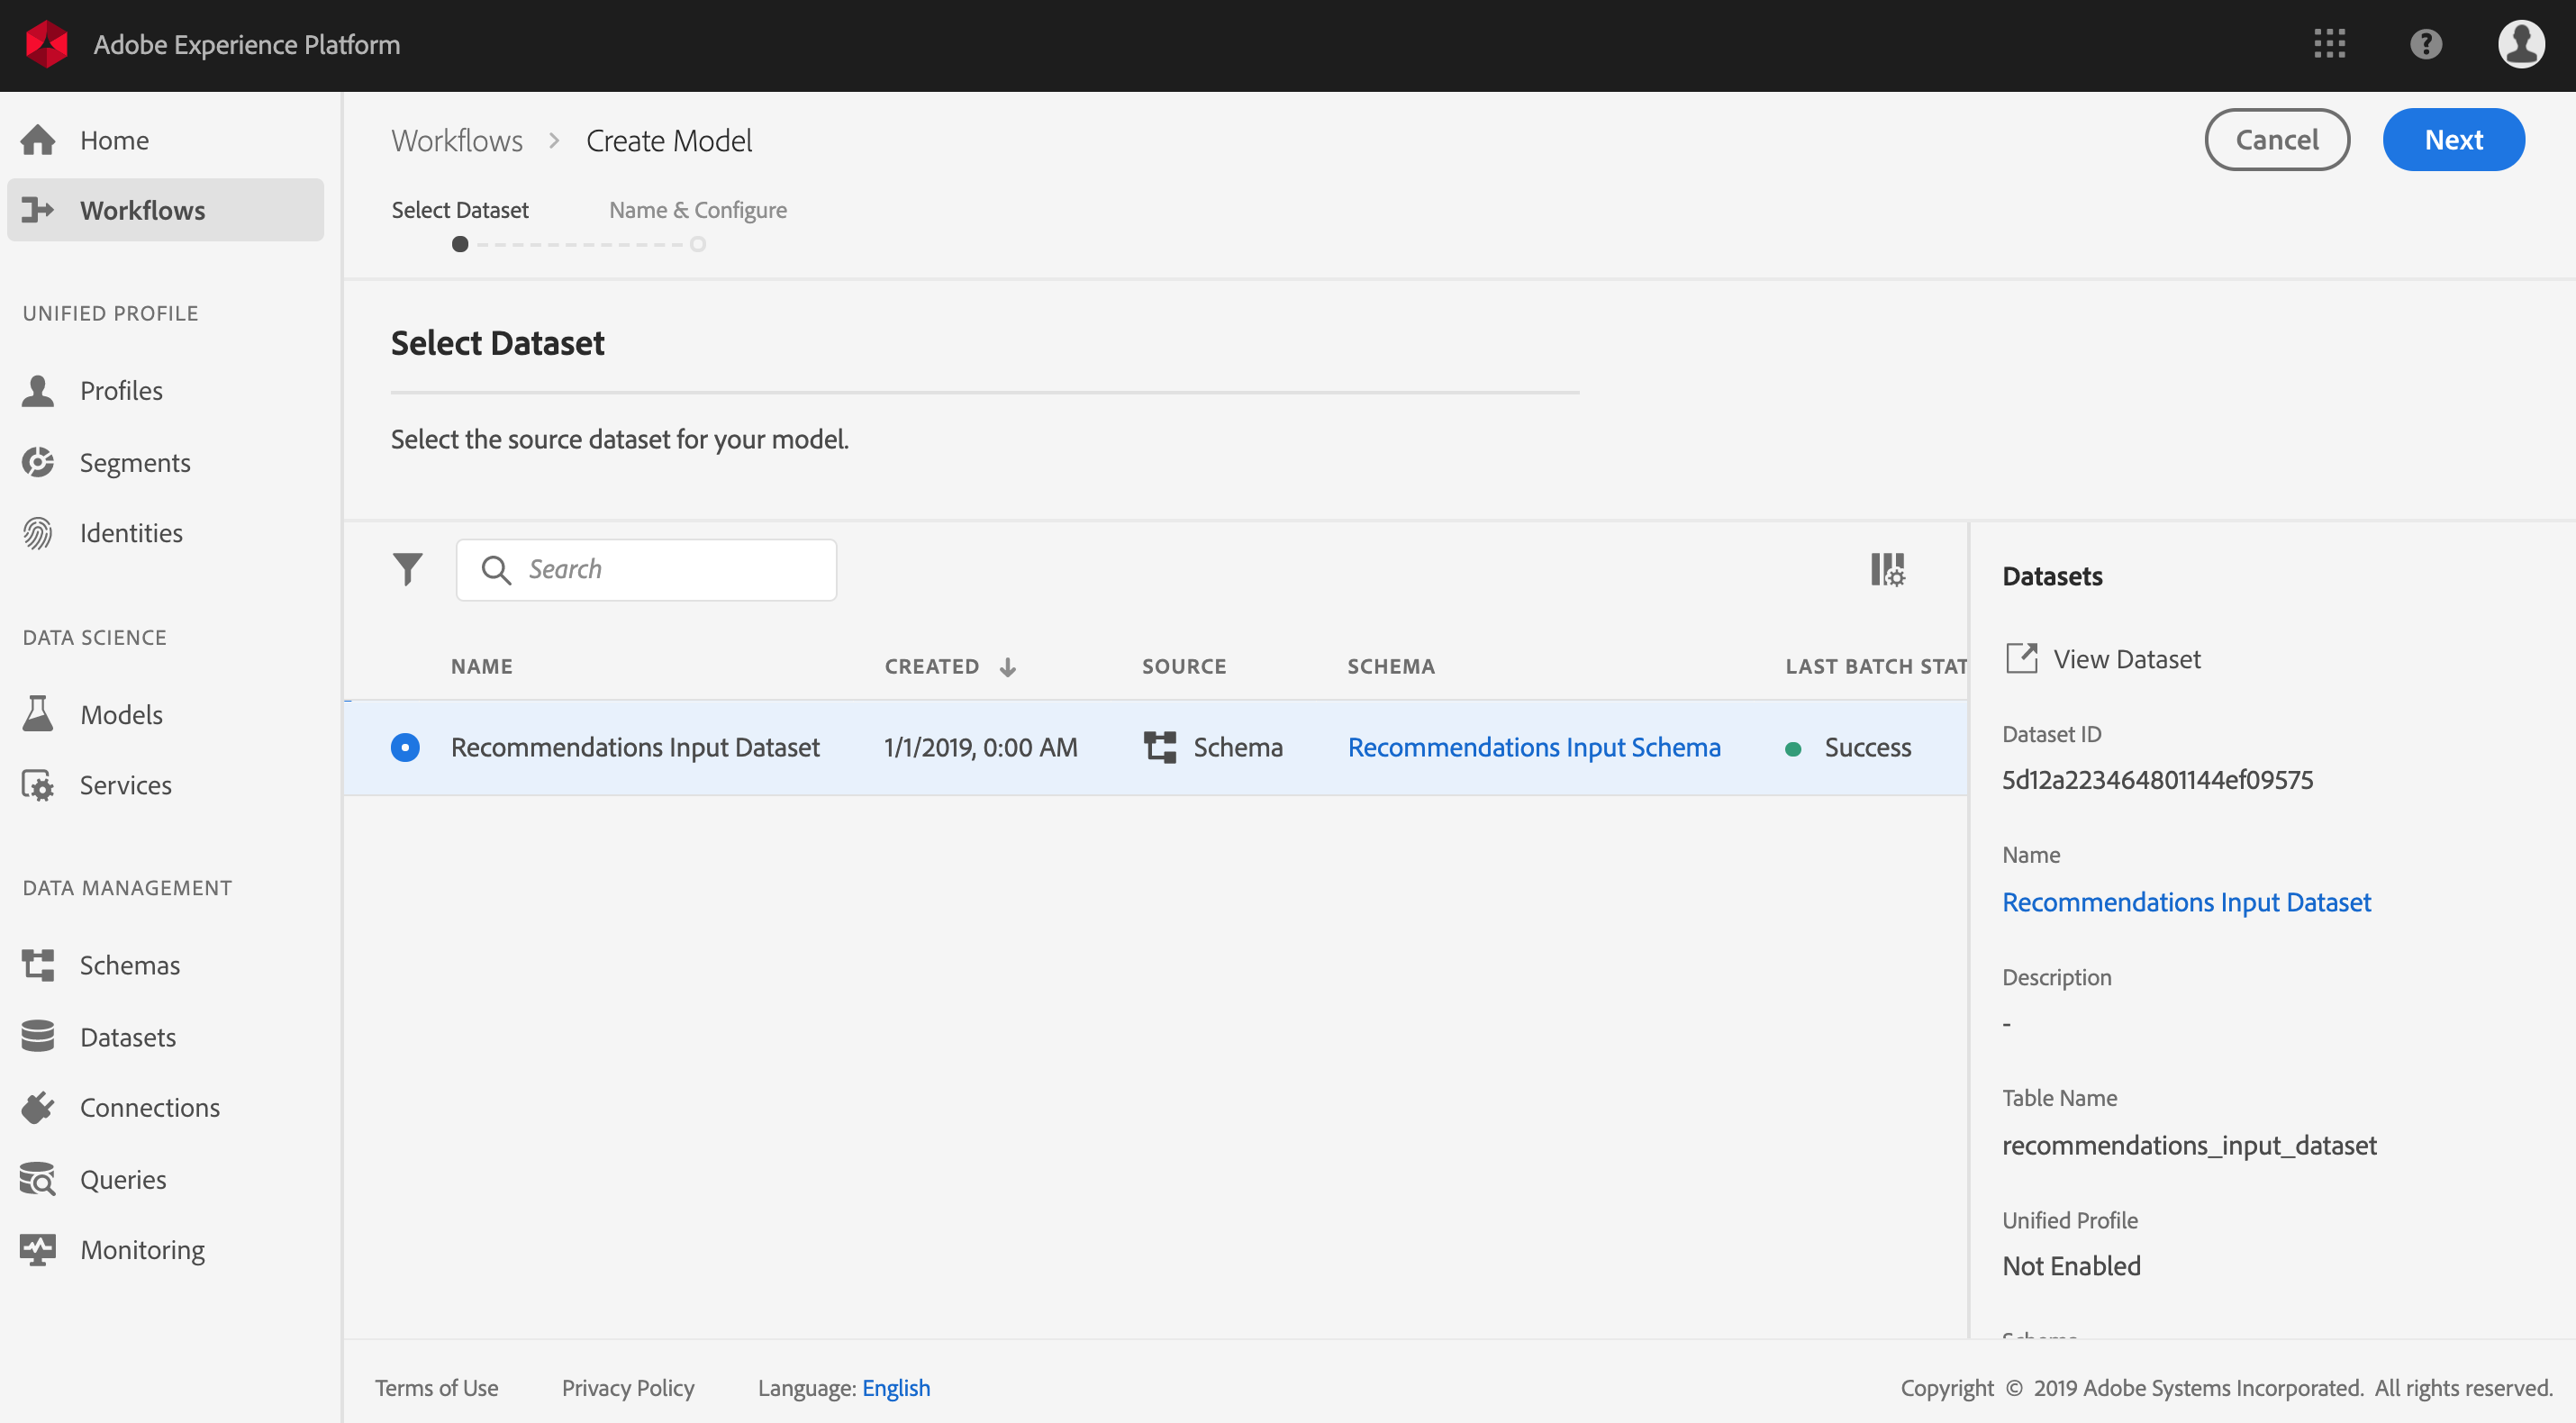 Adobe Experience Platform
Home
Workflows
UNIFIED PROFILE
Profiles
Segments
Identities
DATA SCIENCE
Models
Services
DATA MANAGEMENT
Schemas
Datasets
Connections
Queries
Monitoring
Workflows > Create Model
Cancel
Next
Select Dataset Name & Configure
Select Dataset
Select the source dataset for your model.
Search
NAME CREATED SOURCE SCHEMA LAST BATCH STAT
Recommendations Input Dataset 1/1/2019, 0:00 AM Schema Recommendations Input Schema Success
Datasets
View Dataset
Dataset ID
5d12a223464801144ef09575
Name
Recommendations Input Dataset
Description
-
Table Name
recommendations_input_dataset
Unified Profile
Not Enabled
Terms of Use Privacy Policy Language: English
Copyright © 2019 Adobe Systems Incorporated. All rights reserved.